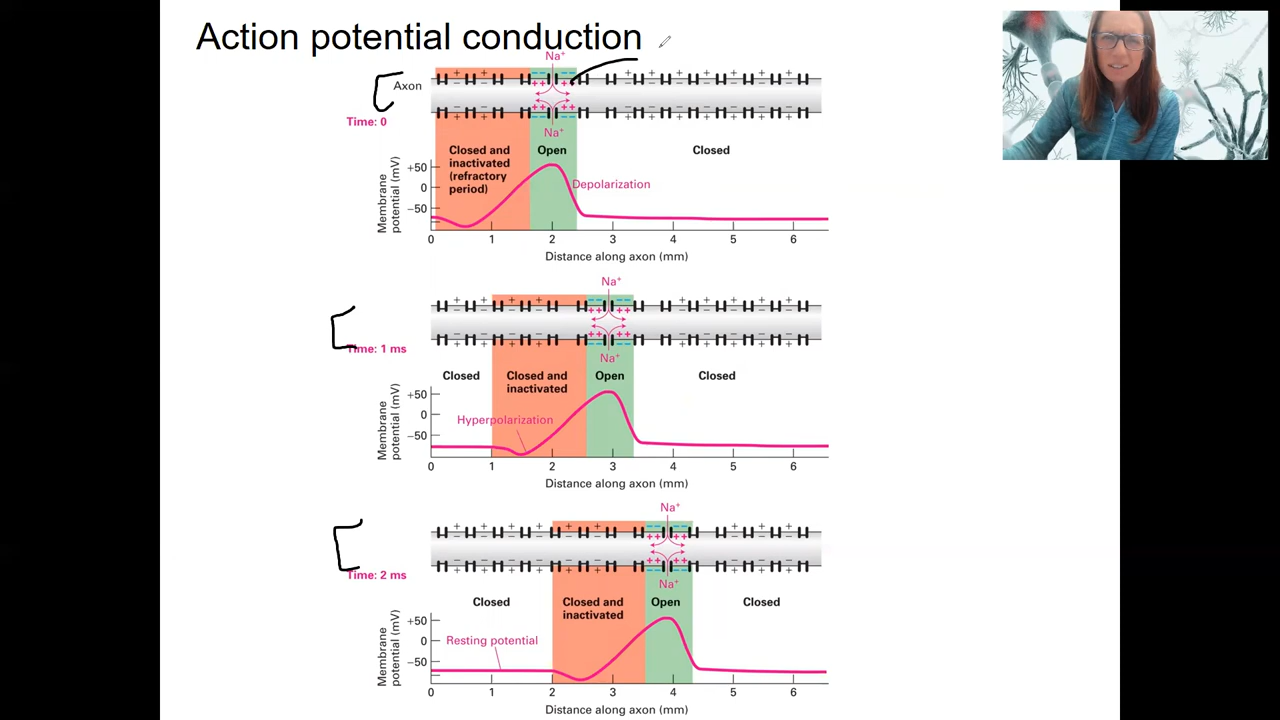 Action potential conduction
Na⁺
Axon
Time: 0
Na⁺
Closed and
inactivated
(refractory
period)
Open
Closed
Depolarization
Membrane
potential (mV)
+50
0
−50
0 1 2 3 4 5 6
Distance along axon (mm)
Na⁺
Time: 1 ms
Na⁺
Closed
Closed and
inactivated
Open
Closed
Hyperpolarization
Membrane
potential (mV)
+50
0
−50
0 1 2 3 4 5 6
Distance along axon (mm)
Na⁺
Time: 2 ms
Na⁺
Closed
Closed and
inactivated
Open
Closed
Resting potential
Membrane
potential (mV)
+50
0
−50
0 1 2 3 4 5 6
Distance along axon (mm)